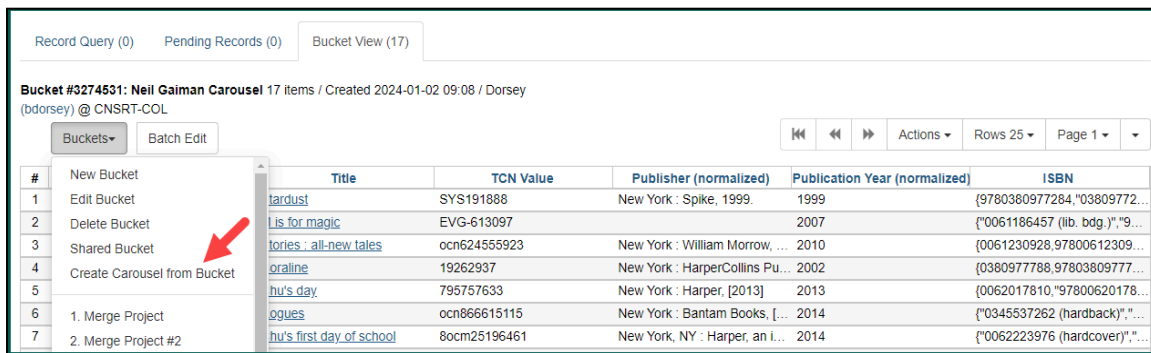 Record Query (0) Pending Records (0) Bucket View (17)
Bucket #3274531: Neil Gaiman Carousel 17 items / Created 2024-01-02 09:08 / Dorsey
(bdorsey) @ CNSRT-COL
Buckets Batch Edit Actions Rows 25 Page 1
New Bucket
Edit Bucket
Delete Bucket
Shared Bucket
Create Carousel from Bucket
1. Merge Project
2. Merge Project #2
# Title TCN Value Publisher (normalized) Publication Year (normalized) ISBN
1 tardust SYS191888 New York : Spike, 1999. 1999 {9780380977284,"03809772...
2 is for magic EVG-613097 2007 {"0061186457 (lib. bdg.)","9...
3 tories : all-new tales ocn624555923 New York : William Morrow, ... 2010 {0061230928,97800612309...
4 oraline 19262937 New York : HarperCollins Pu... 2002 {0380977788,97803809777...
5 hu's day 795757633 New York : Harper, [2013] 2013 {0062017810,"97800620178...
6 ogues ocn866615115 New York : Bantam Books, [... 2014 {"0345537262 (hardback)","...
7 hu's first day of school 8ocm25196461 New York, NY : Harper, an i... 2014 {"0062223976 (hardcover)","...